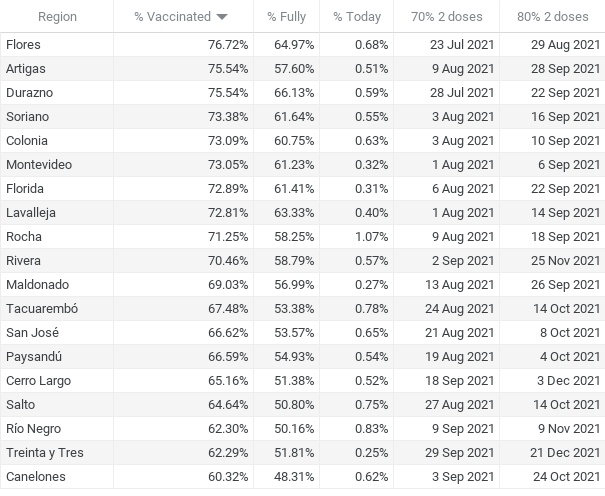 Region % Vaccinated % Fully % Today 70% 2 doses 80% 2 doses
Flores 76.72% 64.97% 0.68% 23 Jul 2021 29 Aug 2021
Artigas 75.54% 57.60% 0.51% 9 Aug 2021 28 Sep 2021
Durazno 75.54% 66.13% 0.59% 28 Jul 2021 22 Sep 2021
Soriano 73.38% 61.64% 0.55% 3 Aug 2021 16 Sep 2021
Colonia 73.09% 60.75% 0.63% 3 Aug 2021 10 Sep 2021
Montevideo 73.05% 61.23% 0.32% 1 Aug 2021 6 Sep 2021
Florida 72.89% 61.41% 0.31% 6 Aug 2021 22 Sep 2021
Lavalleja 72.81% 63.33% 0.40% 1 Aug 2021 14 Sep 2021
Rocha 71.25% 58.25% 1.07% 9 Aug 2021 18 Sep 2021
Rivera 70.46% 58.79% 0.57% 2 Sep 2021 25 Nov 2021
Maldonado 69.03% 56.99% 0.27% 13 Aug 2021 26 Sep 2021
Tacuarembó 67.48% 53.38% 0.78% 24 Aug 2021 14 Oct 2021
San José 66.62% 53.57% 0.65% 21 Aug 2021 8 Oct 2021
Paysandú 66.59% 54.93% 0.54% 19 Aug 2021 4 Oct 2021
Cerro Largo 65.16% 51.38% 0.52% 18 Sep 2021 3 Dec 2021
Salto 64.64% 50.80% 0.75% 27 Aug 2021 14 Oct 2021
Río Negro 62.30% 50.16% 0.83% 9 Sep 2021 9 Nov 2021
Treinta y Tres 62.29% 51.81% 0.25% 29 Sep 2021 21 Dec 2021
Canelones 60.32% 48.31% 0.62% 3 Sep 2021 24 Oct 2021